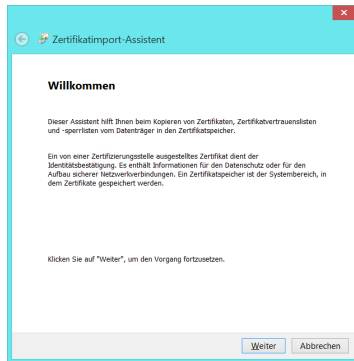 Zertifikatimport-Assistent
Willkommen
Dieser Assistent hilft Ihnen beim Kopieren von Zertifikaten, Zertifikatvertrauenslisten
und -sperrlisten vom Datenträger in den Zertifikatspeicher.
Ein von einer Zertifizierungsstelle ausgestelltes Zertifikat dient der
Identitätsbestätigung. Es enthält Informationen für den Datenschutz oder für den
Aufbau sicherer Netzwerkverbindungen. Ein Zertifikatspeicher ist der Systembereich, in
dem Zertifikate gespeichert werden.
Klicken Sie auf "Weiter", um den Vorgang fortzusetzen.
Weiter Abbrechen